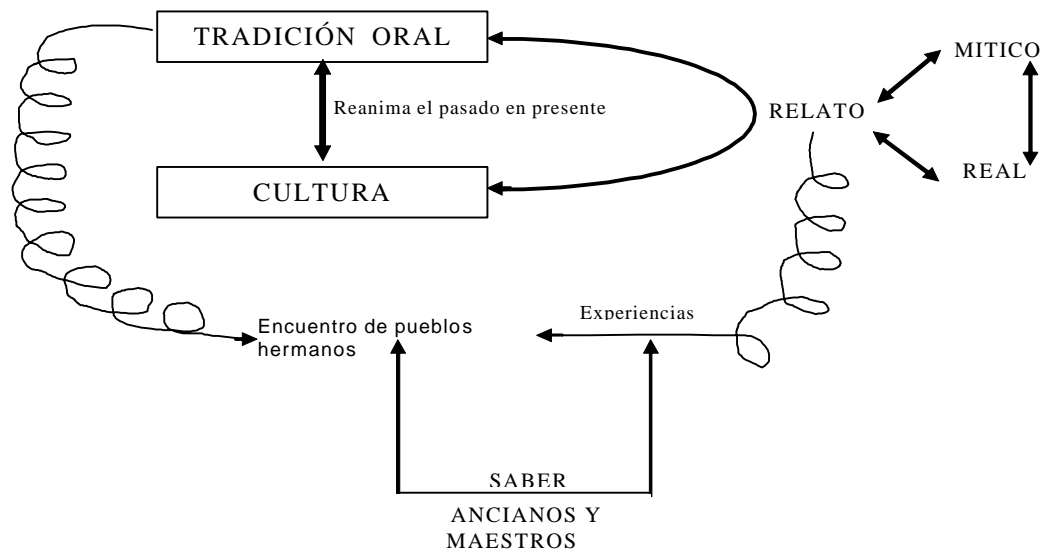 TRADICIÓN ORAL
MITICO
Reanima el pasado en presente
RELATO
REAL
CULTURA
Experiencias
Encuentro de pueblos
hermanos
SABER
ANCIANOS Y
MAESTROS